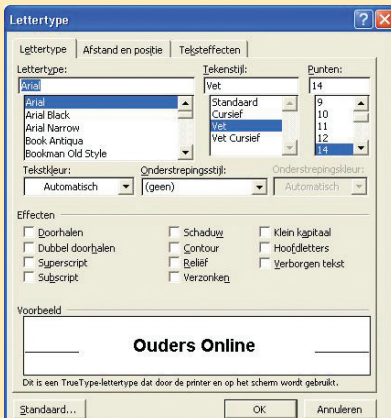 Lettertype
Lettertype Afstand en positie Teksteffecten
Lettertype: Tekenstijl: Punten:
Arial Vet 14
Arial Standaard 9
Arial Black Cursief 10
Arial Narrow Vet 11
Book Antiqua Vet Cursief 12
Bookman Old Style 14
Tekstkleur: Onderstrepingsstijl: Onderstrepingskleur:
Automatisch (geen) Automatisch
Effecten
Doorhalen Schaduw Klein kapitaal
Dubbel doorhalen Contour Hoofdletters
Superscript Reliëf Verborgen tekst
Subscript Verzonken
Voorbeeld
Ouders Online
Dit is een TrueType-lettertype dat door de printer en op het scherm wordt gebruikt.
Standaard... OK Annuleren